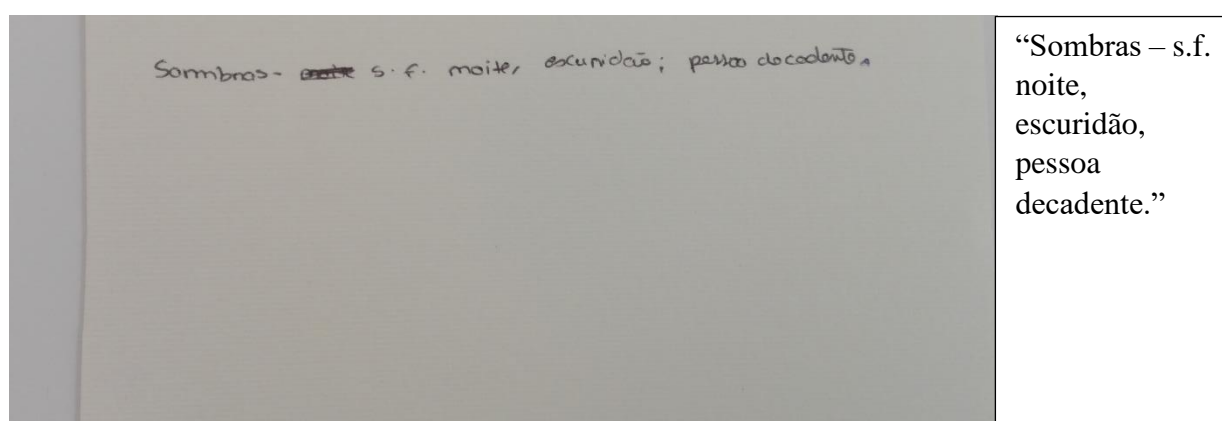 Sombras- s.f. noite, escuridão; pessoa decadente.
“Sombras – s.f.
noite,
escuridão,
pessoa
decadente.”